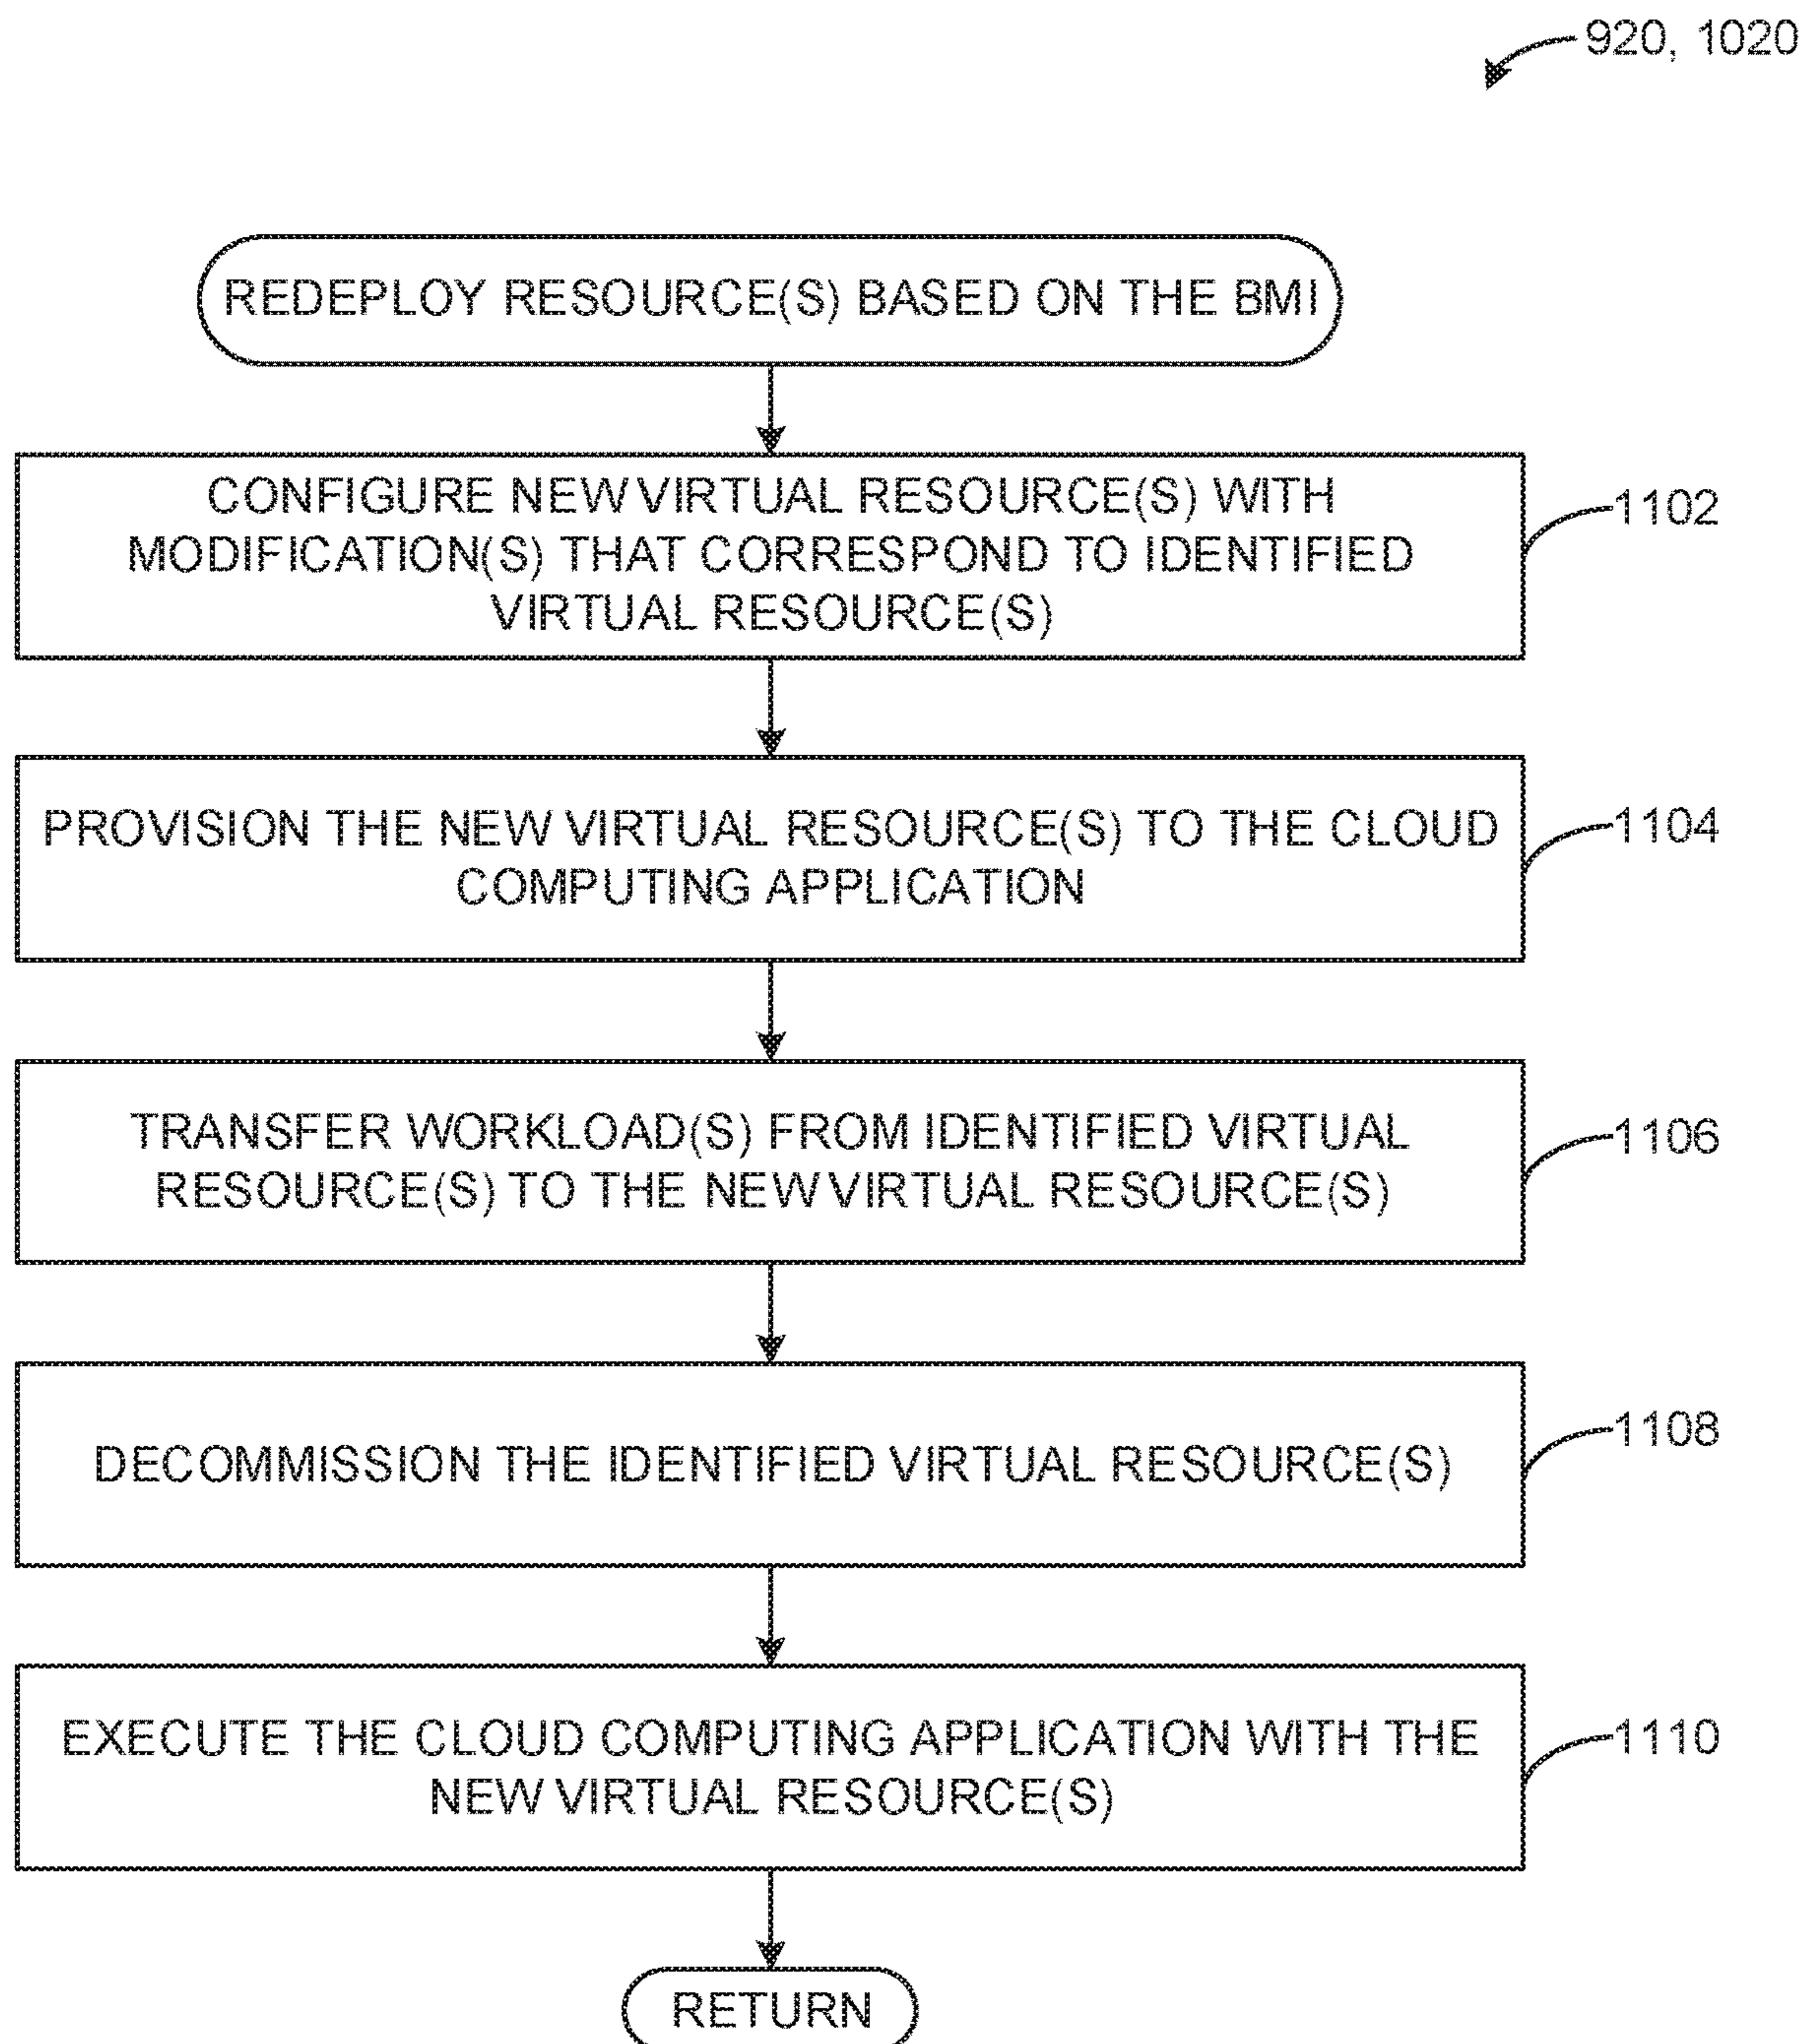 920, 1020
REDEPLOY RESOURCE(S) BASED ON THE BMI
CONFIGURE NEW VIRTUAL RESOURCE(S) WITH
MODIFICATION(S) THAT CORRESPOND TO IDENTIFIED
VIRTUAL RESOURCE(S)
1102
PROVISION THE NEW VIRTUAL RESOURCE(S) TO THE CLOUD
COMPUTING APPLICATION
1104
TRANSFER WORKLOAD(S) FROM IDENTIFIED VIRTUAL
RESOURCE(S) TO THE NEW VIRTUAL RESOURCE(S)
1106
DECOMMISSION THE IDENTIFIED VIRTUAL RESOURCE(S)
1108
EXECUTE THE CLOUD COMPUTING APPLICATION WITH THE
NEW VIRTUAL RESOURCE(S)
1110
RETURN